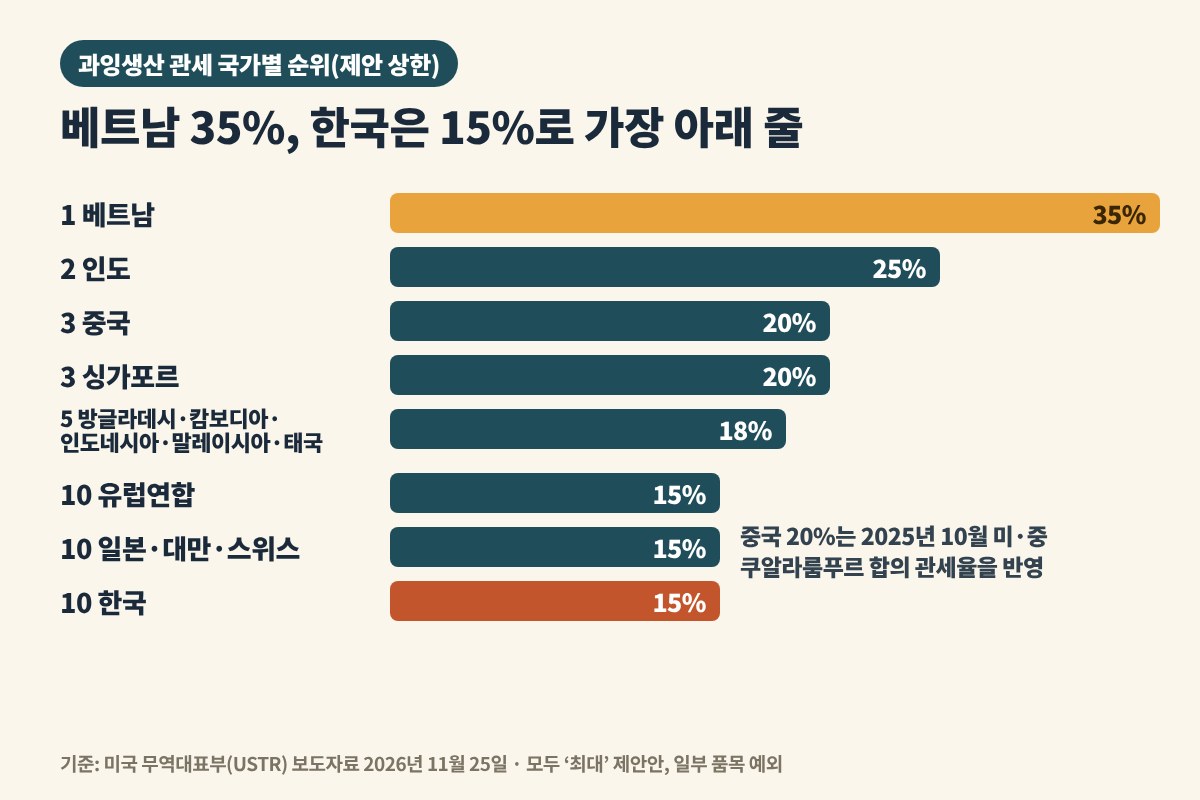 과잉생산 관세 국가별 순위(제안 상한)
베트남 35%, 한국은 15%로 가장 아래 줄
1 베트남
35%
2 인도
25%
3 중국
20%
3 싱가포르
20%
5 방글라데시·캄보디아·
인도네시아·말레이시아·태국
18%
10 유럽연합
15%
10 일본·대만·스위스
15%
중국 20%는 2025년 10월 미·중
쿠알라룸푸르 합의 관세율을 반영
10 한국
15%
기준: 미국 무역대표부(USTR) 보도자료 2026년 11월 25일 · 모두 ‘최대’ 제안안, 일부 품목 예외